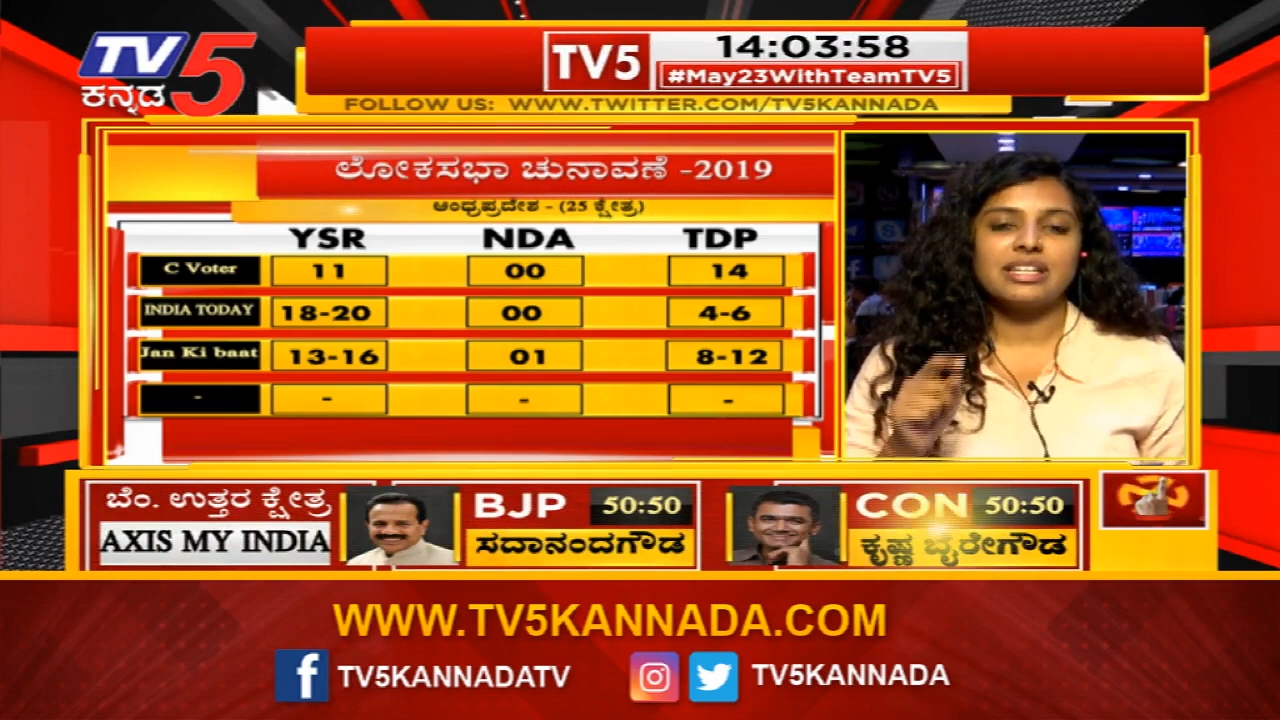 TV5
ಕನ್ನಡ
TV5
14:03:58
#May23WithTeamTV5
FOLLOW US: WWW.TWITTER.COM/TV5KANNADA
ಲೋಕಸಭಾ ಚುನಾವಣೆ -2019
ಆಂಧ್ರಪ್ರದೇಶ - (25 ಕ್ಷೇತ್ರ)
YSR NDA TDP
C Voter 11 00 14
INDIA TODAY 18-20 00 4-6
Jan Ki baat 13-16 01 8-12
- - - -
ಬೆಂ. ಉತ್ತರ ಕ್ಷೇತ್ರ
AXIS MY INDIA
BJP 50:50
ಸದಾನಂದಗೌಡ
CON 50:50
ಕೃಷ್ಣ ಬೈರೇಗೌಡ
WWW.TV5KANNADA.COM
TV5KANNADATV
TV5KANNADA